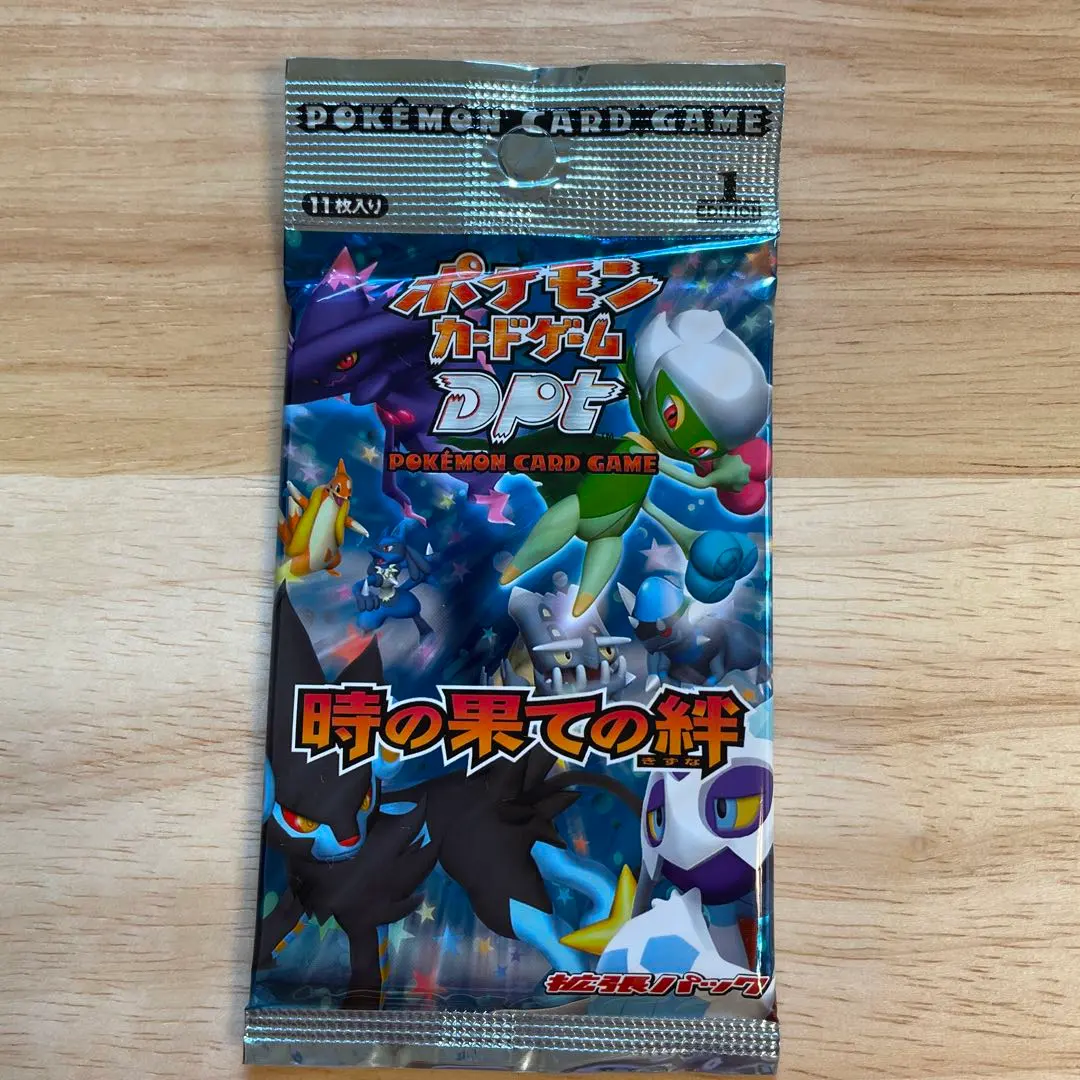 POKÉMON CARD GAME
11枚入り
1
EDITION
ポケモン
カードゲーム
DPt
TM
POKÉMON CARD GAME
時の果ての絆
きずな
拡張パック